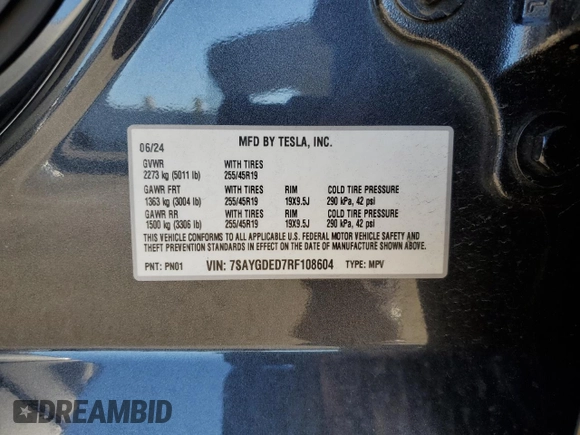 06/24 MFD BY TESLA, INC.
GVWR WITH TIRES
2273 kg (5011 lb) 255/45R19
GAWR FRT WITH TIRES RIM COLD TIRE PRESSURE
1363 kg (3004 lb) 255/45R19 19X9.5J 290 kPa, 42 psi
GAWR RR WITH TIRES RIM COLD TIRE PRESSURE
1500 kg (3306 lb) 255/45R19 19X9.5J 290 kPa, 42 psi
THIS VEHICLE CONFORMS TO ALL APPLICABLE U.S. FEDERAL MOTOR VEHICLE SAFETY AND
THEFT PREVENTION STANDARDS IN EFFECT ON THE DATE OF MANUFACTURE SHOWN ABOVE.
PNT: PN01 VIN: 7SAYGDED7RF108604 TYPE: MPV
DREAMBID